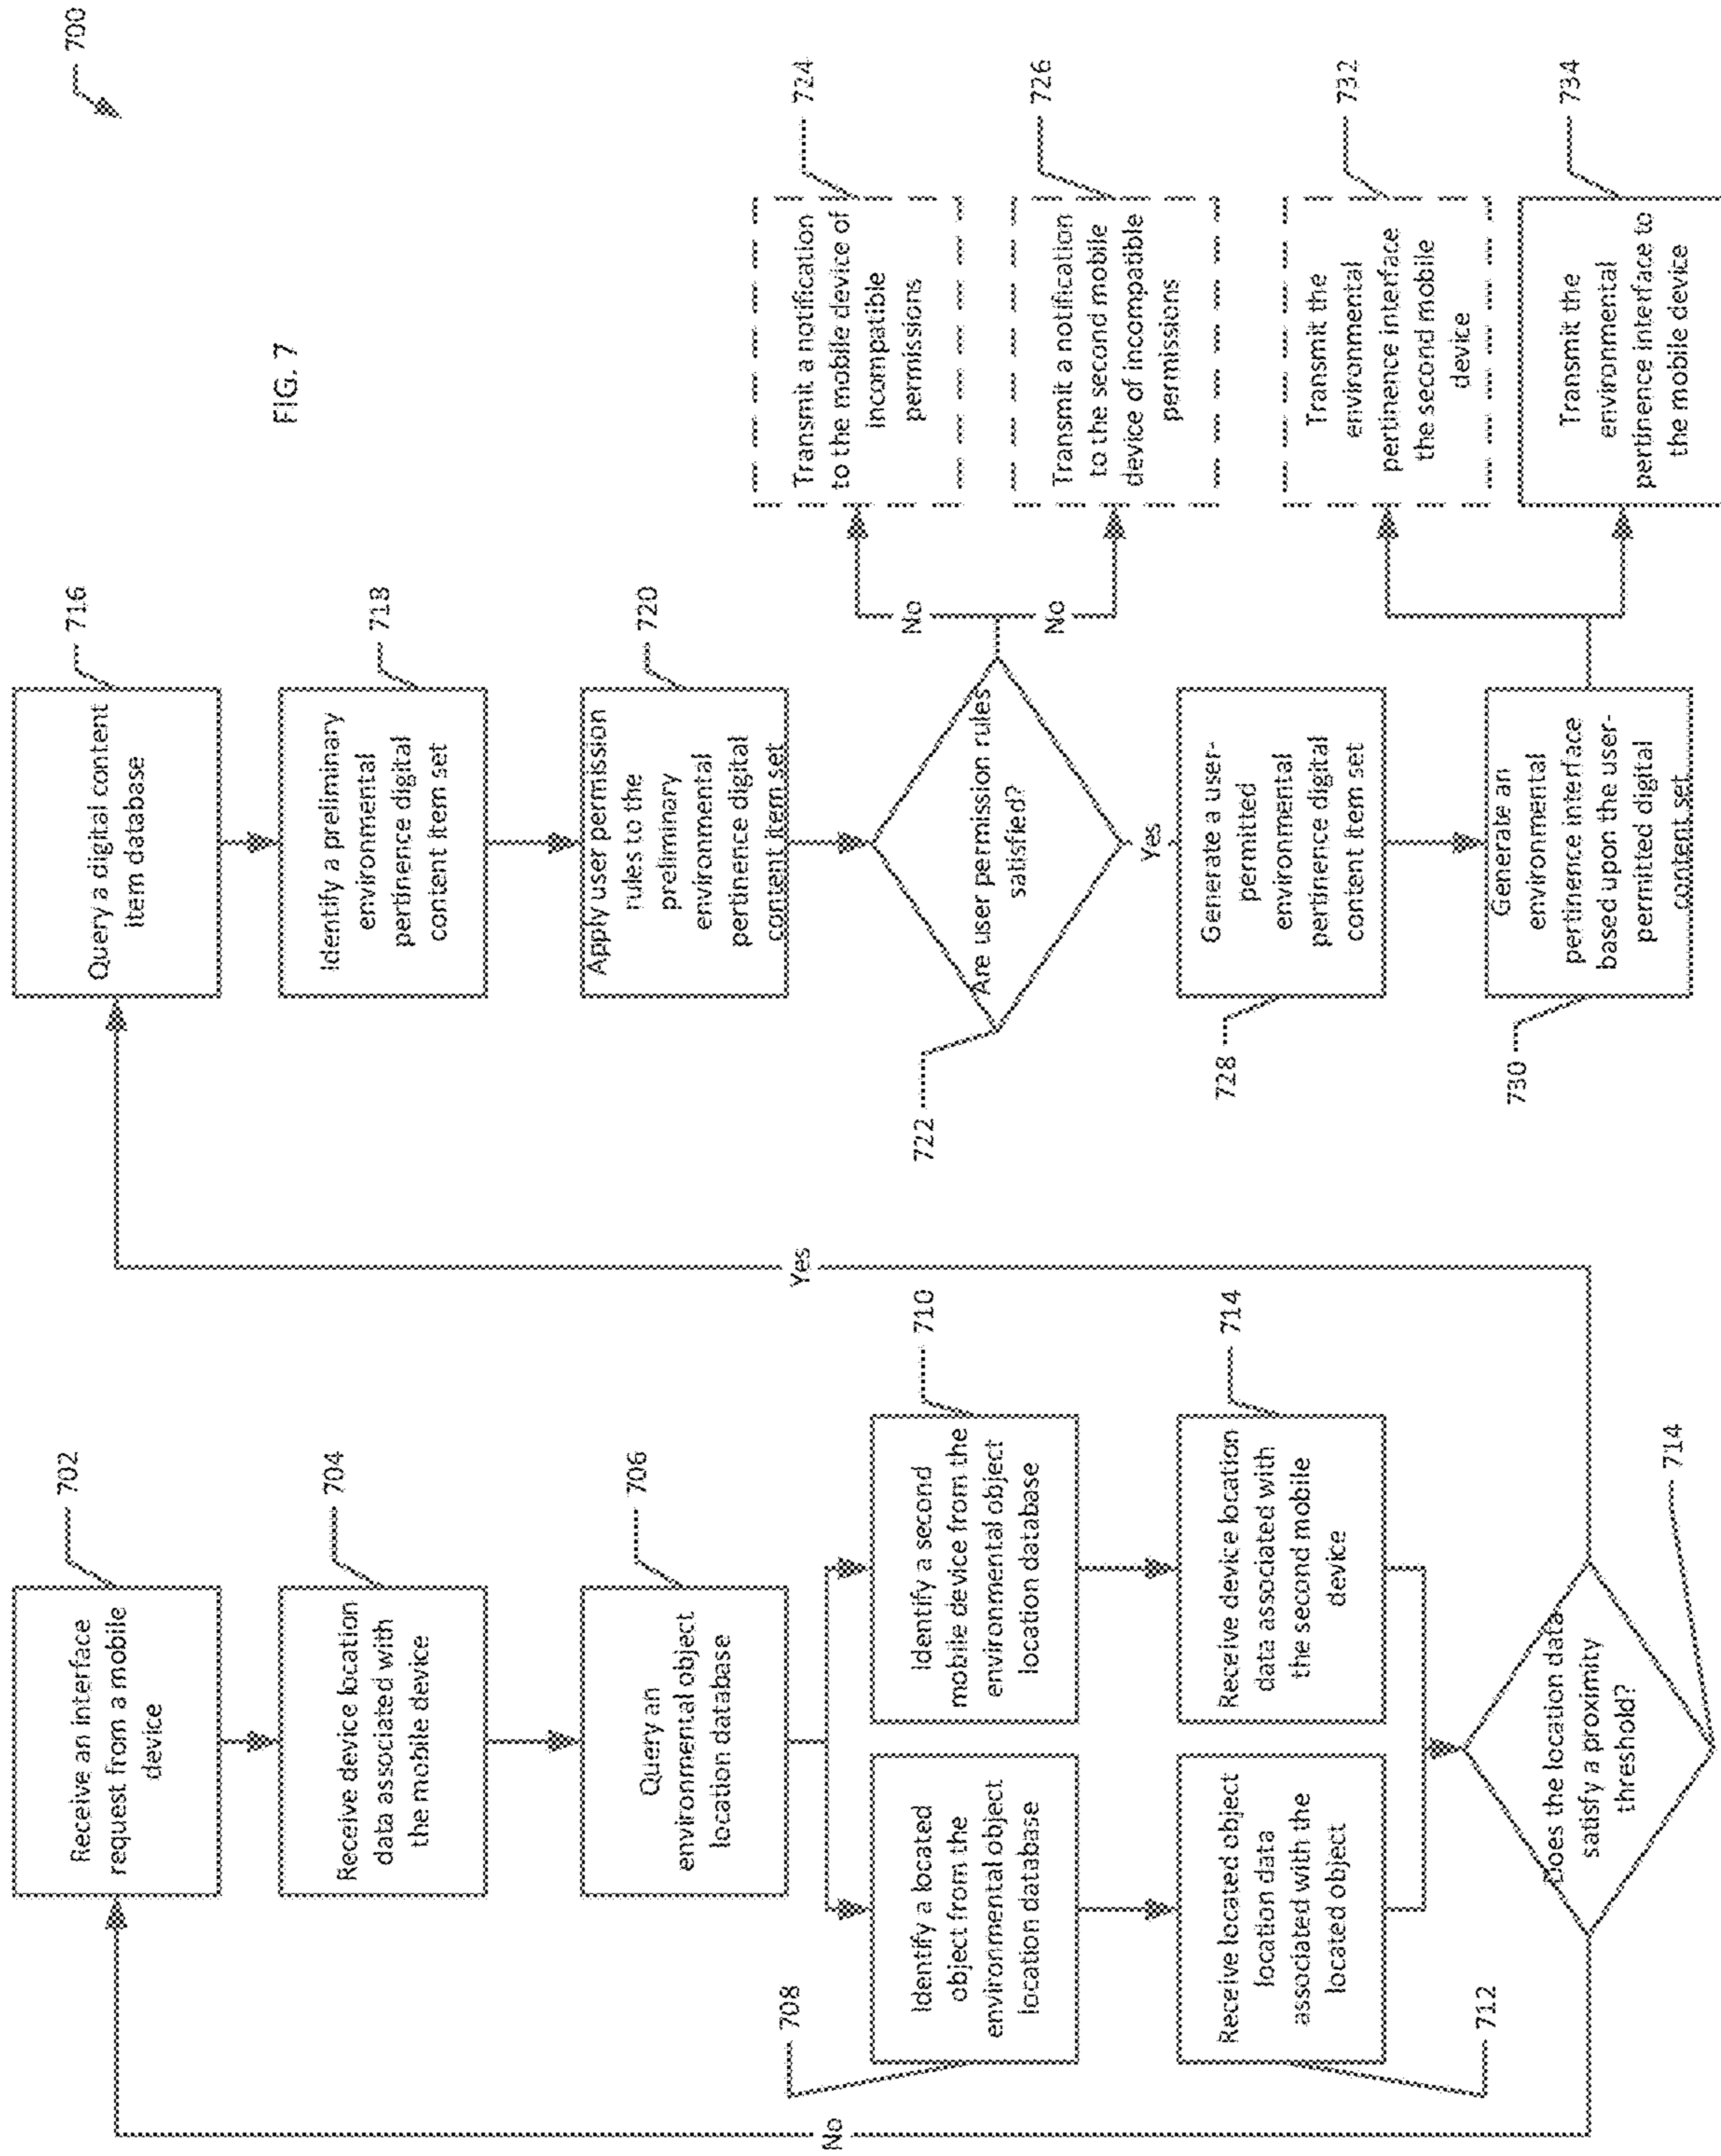 700
FIG. 7
702
Receive an interface
request from a mobile
device
704
Receive device location
data associated with
the mobile device
706
Query an
environmental object
location database
708
Identify a located
object from the
environmental object
location database
710
Identify a second
mobile device from the
environmental object
location database
712
Receive located object
location data
associated with the
located object
714
Receive device location
data associated with
the second mobile
device
Does the location data
satisfy a proximity
threshold?
714
No
Yes
716
Query a digital content
item database
718
Identify a preliminary
environmental
pertinence digital
content item set
720
Apply user permission
rules to the
preliminary
environmental
pertinence digital
content item set
722
Are user permission rules
satisfied?
No
No
Yes
724
Transmit a notification
to the mobile device of
incompatible
permissions
726
Transmit a notification
to the second mobile
device of incompatible
permissions
728
Generate a user-
permitted
environmental
pertinence digital
content item set
730
Generate an
environmental
pertinence interface
based upon the user-
permitted digital
content set
732
Transmit the
environmental
pertinence interface
the second mobile
device
734
Transmit the
environmental
pertinence interface to
the mobile device